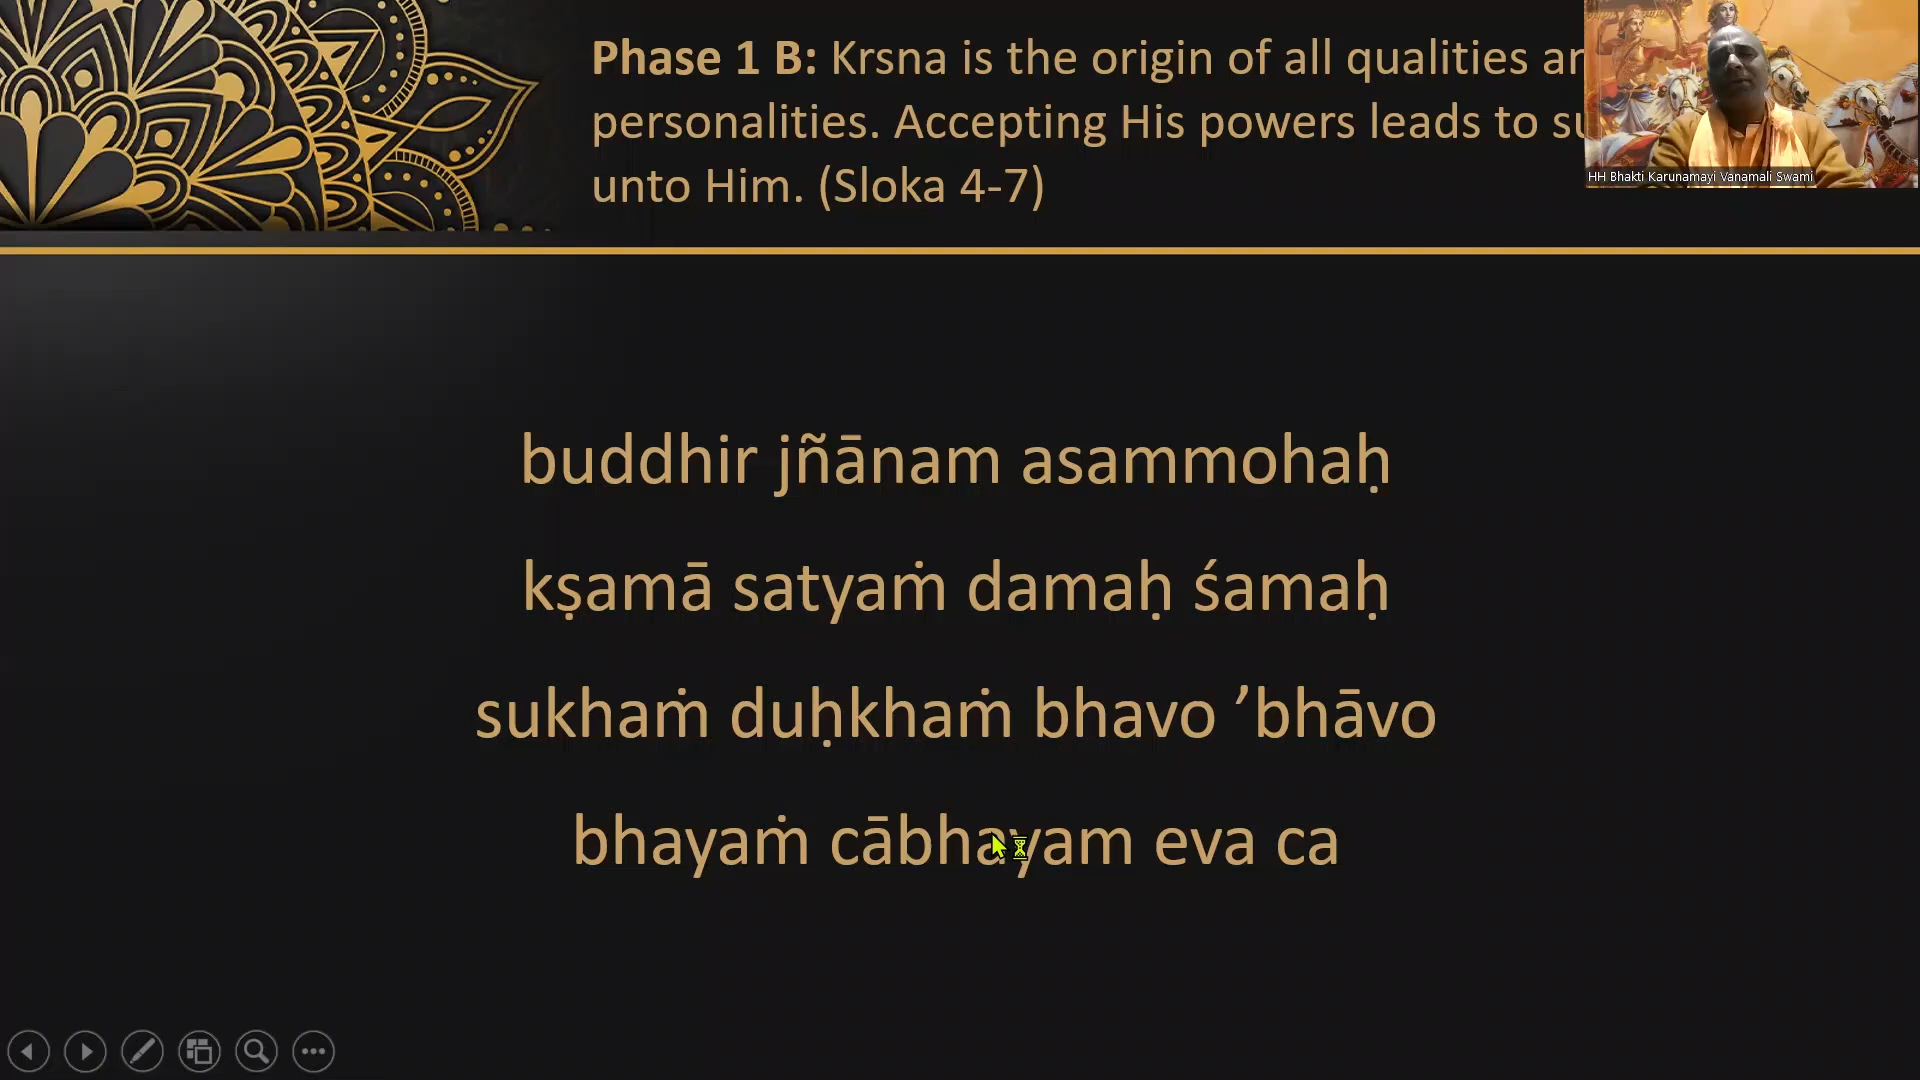 Phase 1 B: Krsna is the origin of all qualities
personalities. Accepting His powers leads to
unto Him. (Sloka 4-7)
HH Bhakti Karunamayi Vanamali Swami
buddhir jñānam asammohaḥ
kṣamā satyaṁ damaḥ śamaḥ
sukhaṁ duḥkhaṁ bhavo ’bhāvo
bhayaṁ cābhayam eva ca